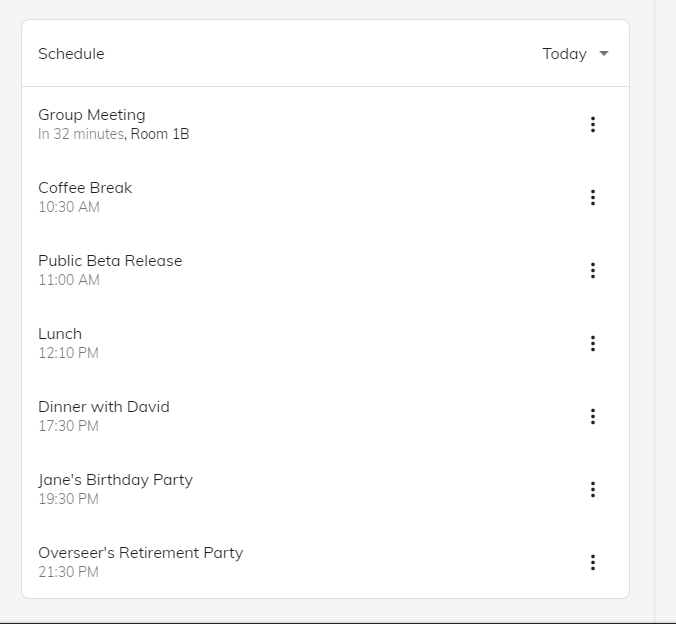 Schedule
Today
Group Meeting
In 32 minutes, Room 1B
Coffee Break
10:30 AM
Public Beta Release
11:00 AM
Lunch
12:10 PM
Dinner with David
17:30 PM
Jane's Birthday Party
19:30 PM
Overseer's Retirement Party
21:30 PM